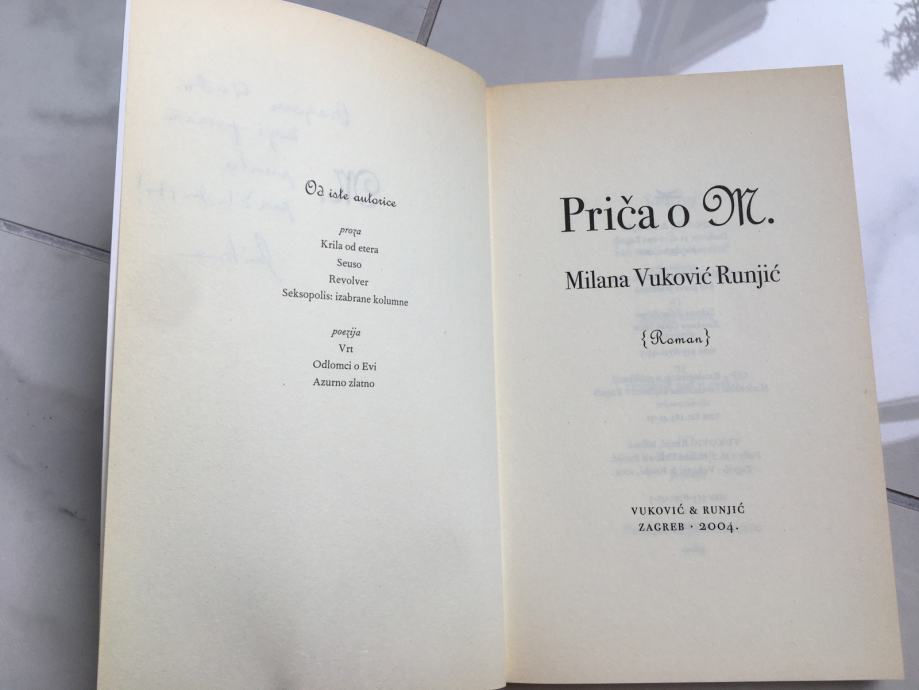 Od iste autorice
proza
Krila od etera
Seuso
Revolver
Seksopolis: izabrane kolumne
poezija
Vrt
Odlomci o Evi
Azurno zlatno
Priča o M.
Milana Vuković Runjić
{Roman}
VUKOVIĆ & RUNJIĆ
ZAGREB · 2004.